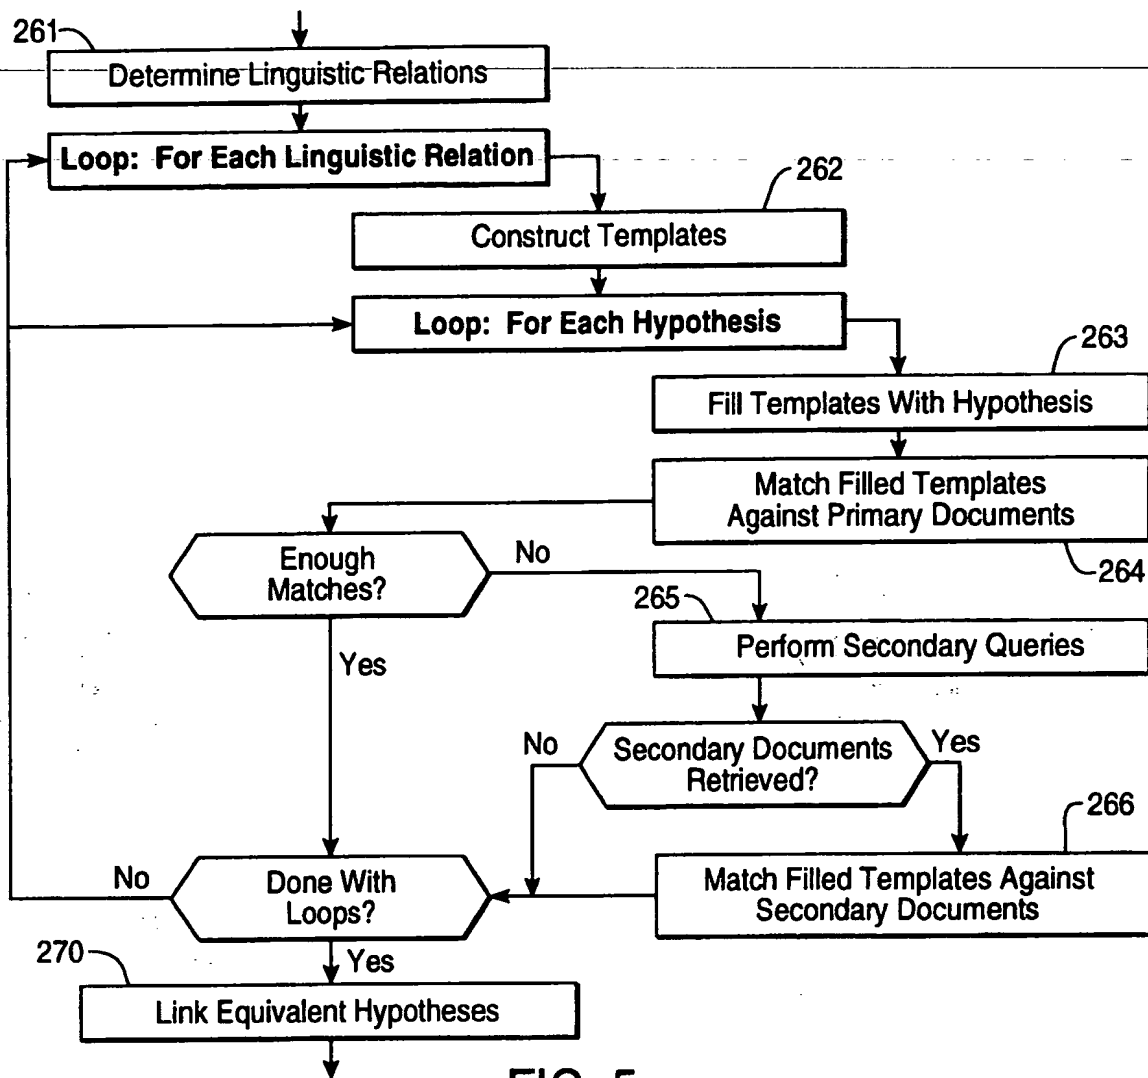 261
Determine Linguistic Relations
Loop: For Each Linguistic Relation
262
Construct Templates
Loop: For Each Hypothesis
263
Fill Templates With Hypothesis
Match Filled Templates
Against Primary Documents
264
Enough
Matches?
No
265
Perform Secondary Queries
Yes
No
Secondary Documents
Retrieved?
Yes
266
Match Filled Templates Against
Secondary Documents
No
Done With
Loops?
270
Yes
Link Equivalent Hypotheses
FIG. 5